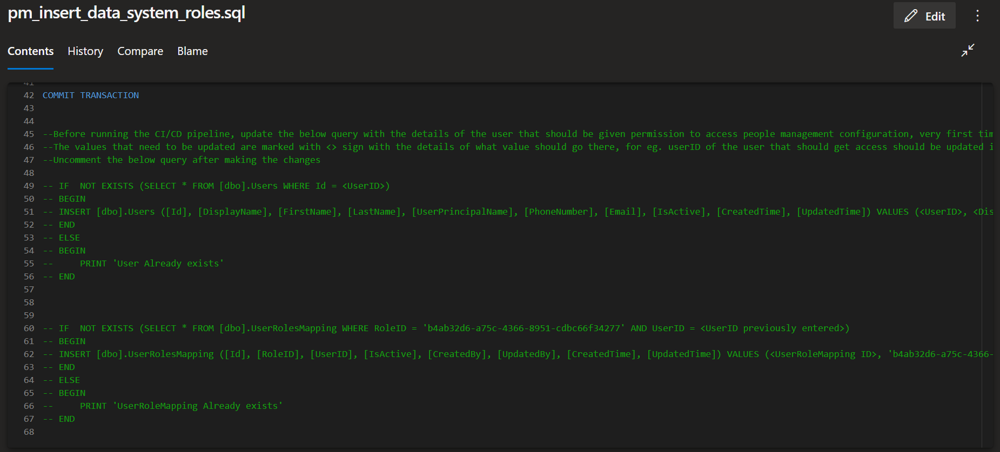 pm_insert_data_system_roles.sql
Edit
Contents History Compare Blame
41
42 COMMIT TRANSACTION
43
44
45 --Before running the CI/CD pipeline, update the below query with the details of the user that should be given permission to access people management configuration, very first tim
46 --The values that need to be updated are marked with <> sign with the details of what value should go there, for eg. userID of the user that should get access should be updated i
47 --Uncomment the below query after making the changes
48
49 -- IF  NOT EXISTS (SELECT * FROM [dbo].Users WHERE Id = <UserID>)
50 -- BEGIN
51 -- INSERT [dbo].Users ([Id], [DisplayName], [FirstName], [LastName], [UserPrincipalName], [PhoneNumber], [Email], [IsActive], [CreatedTime], [UpdatedTime]) VALUES (<UserID>, <Dis
52 -- END
53 -- ELSE
54 -- BEGIN
55 --     PRINT 'User Already exists'
56 -- END
57
58
59
60 -- IF  NOT EXISTS (SELECT * FROM [dbo].UserRolesMapping WHERE RoleID = 'b4ab32d6-a75c-4366-8951-cdbc66f34277' AND UserID = <UserID previously entered>)
61 -- BEGIN
62 -- INSERT [dbo].UserRolesMapping ([Id], [RoleID], [UserID], [IsActive], [CreatedBy], [UpdatedBy], [CreatedTime], [UpdatedTime]) VALUES (<UserRoleMapping ID>, 'b4ab32d6-a75c-4366-
63 -- END
64 -- ELSE
65 -- BEGIN
66 --     PRINT 'UserRoleMapping Already exists'
67 -- END
68